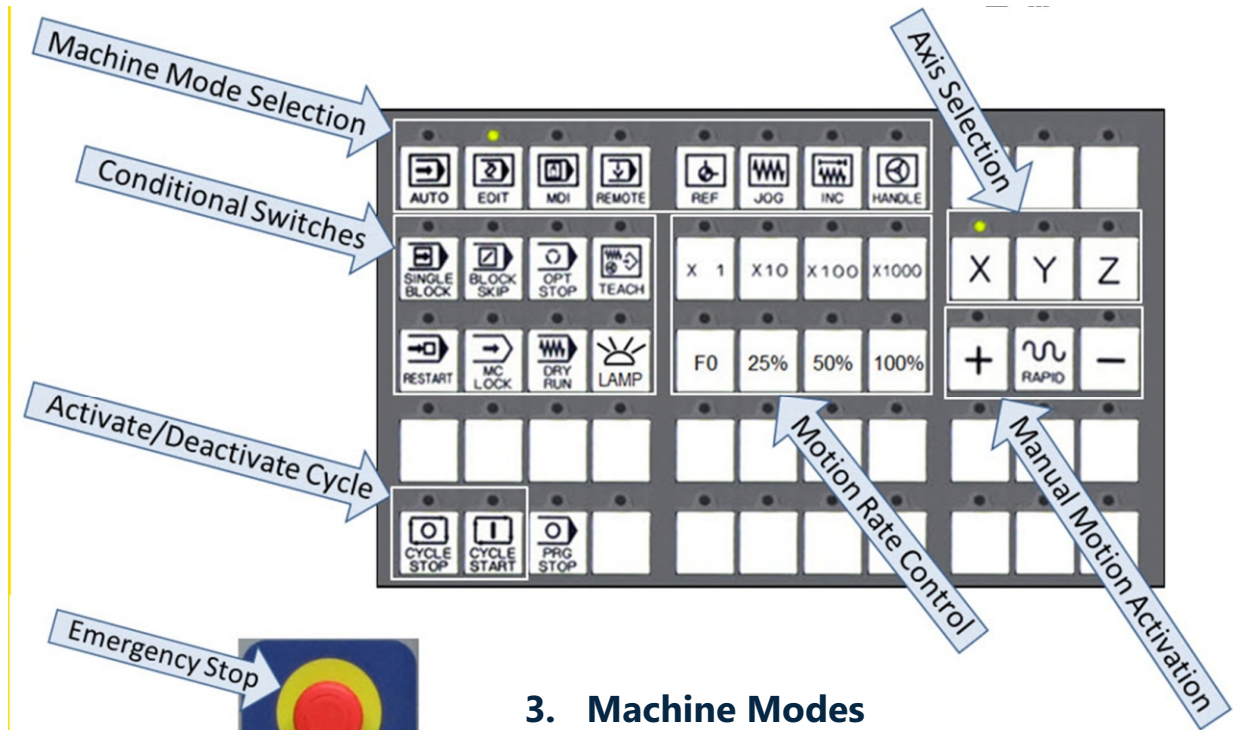 Machine Mode Selection
Axis Selection
AUTO EDIT MDI REMOTE REF JOG INC HANDLE
Conditional Switches
SINGLE BLOCK BLOCK SKIP OPT STOP TEACH X 1 X10 X100 X1000 X Y Z
RESTART MC LOCK DRY RUN LAMP F0 25% 50% 100% + RAPID −
Activate/Deactivate Cycle
Motion Rate Control
Manual Motion Activation
CYCLE STOP CYCLE START PRG STOP
Emergency Stop
3. Machine Modes